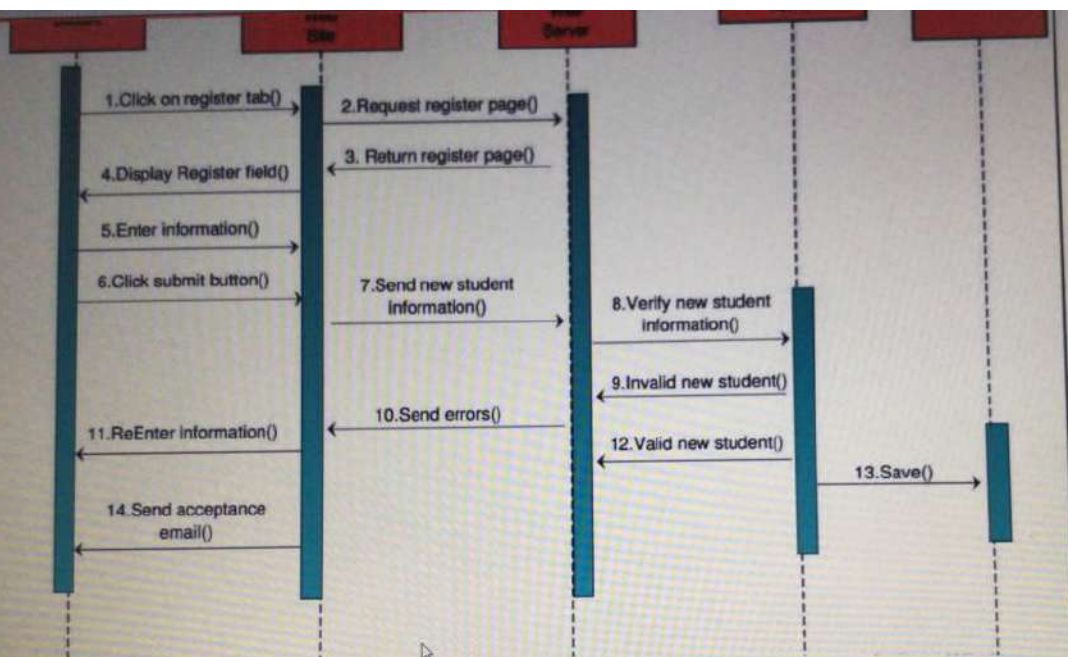 Site
Server
1.Click on register tab()
2.Request register page()
3. Return register page()
4.Display Register field()
5.Enter information()
6.Click submit button()
7.Send new student
information()
8.Verify new student
information()
9.Invalid new student()
10.Send errors()
11.ReEnter information()
12.Valid new student()
13.Save()
14.Send acceptance
email()